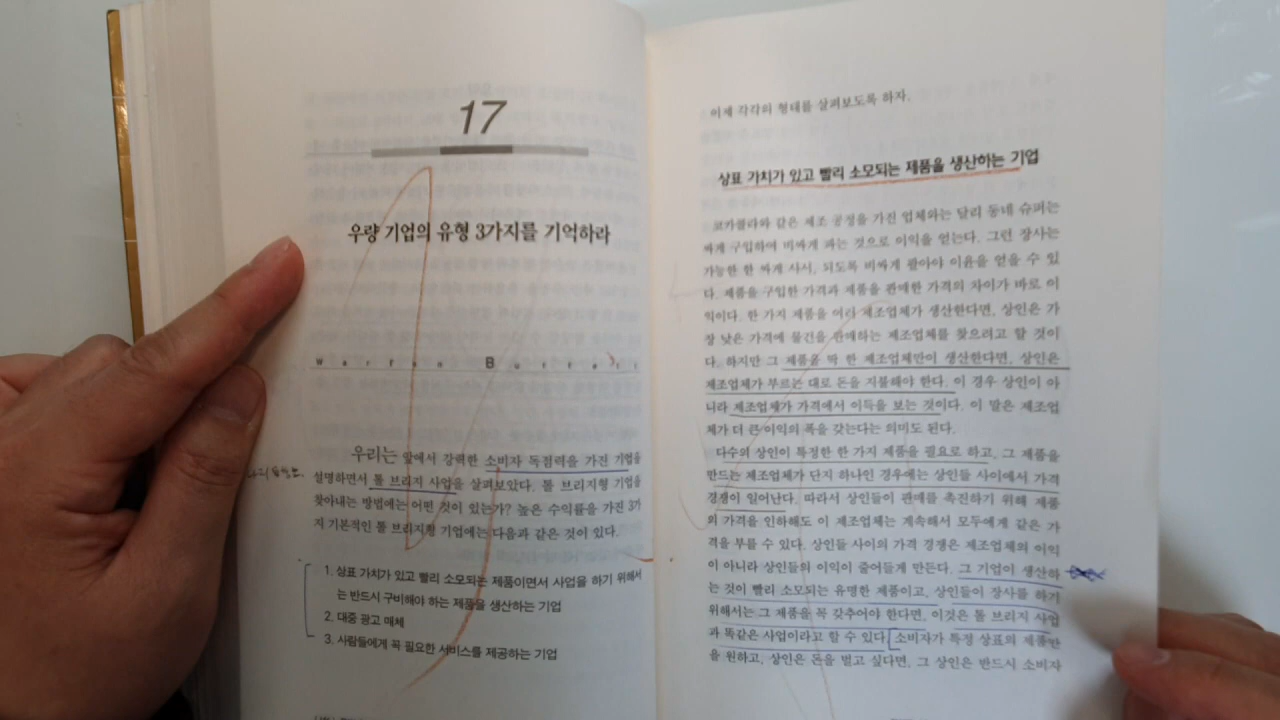 17
우량 기업의 유형 3가지를 기억하라
Warren Buffett
우리는 앞에서 강력한 소비자 독점력을 가진 기업을
설명하면서 톨 브리지 사업을 살펴보았다. 톨 브리지형 기업을
찾아내는 방법에는 어떤 것이 있는가? 높은 수익률을 가진 3가
지 기본적인 톨 브리지형 기업에는 다음과 같은 것이 있다.
1. 상표 가치가 있고 빨리 소모되는 제품이면서 사업을 하기 위해서
는 반드시 구비해야 하는 제품을 생산하는 기업
2. 대중 광고 매체
3. 사람들에게 꼭 필요한 서비스를 제공하는 기업
이제 각각의 형태를 살펴보도록 하자.
상표 가치가 있고 빨리 소모되는 제품을 생산하는 기업
코카콜라와 같은 제조 공정을 가진 업체와는 달리 동네 슈퍼는
싸게 구입하여 비싸게 파는 것으로 이익을 얻는다. 그런 장사는
가능한 한 싸게 사서, 되도록 비싸게 팔아야 이윤을 얻을 수 있
다. 제품을 구입한 가격과 제품을 판매한 가격의 차이가 바로 이
익이다. 한 가지 제품을 여러 제조업체가 생산한다면, 상인은 가
장 낮은 가격에 물건을 판매하는 제조업체를 찾으려고 할 것이
다. 하지만 그 제품을 딱 한 제조업체만이 생산한다면, 상인은
제조업체가 부르는 대로 돈을 지불해야 한다. 이 경우 상인이 아
니라 제조업체가 가격에서 이득을 보는 것이다. 이 말은 제조업
체가 더 큰 이익의 폭을 갖는다는 의미도 된다.
다수의 상인이 특정한 한 가지 제품을 필요로 하고, 그 제품을
만드는 제조업체가 단지 하나인 경우에는 상인들 사이에서 가격
경쟁이 일어난다. 따라서 상인들이 판매를 촉진하기 위해 제품
의 가격을 인하해도 이 제조업체는 계속해서 모두에게 같은 가
격을 부를 수 있다. 상인들 사이의 가격 경쟁은 제조업체의 이익
이 아니라 상인들의 이익이 줄어들게 만든다. 그 기업이 생산하
는 것이 빨리 소모되는 유명한 제품이고, 상인들이 장사를 하기
위해서는 그 제품을 꼭 갖추어야 한다면, 이것은 톨 브리지 사업
과 똑같은 사업이라고 할 수 있다. 소비자가 특정 상표의 제품만
을 원하고, 상인은 돈을 벌고 싶다면, 그 상인은 반드시 소비자